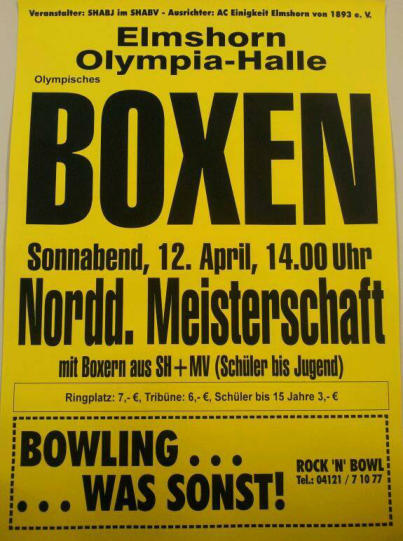 Veranstalter: SHABJ im SHABV - Ausrichter: AC Einigkeit Elmshorn von 1893 e. V.
Elmshorn
Olympia-Halle
Olympisches
BOXEN
Sonnabend, 12. April, 14.00 Uhr
Nordd. Meisterschaft
mit Boxern aus SH+MV (Schüler bis Jugend)
Ringplatz: 7,- €, Tribüne: 6,- €, Schüler bis 15 Jahre 3,- €
BOWLING . . .
. . . WAS SONST!
ROCK 'N' BOWL
Tel.: 04121 / 7 10 77